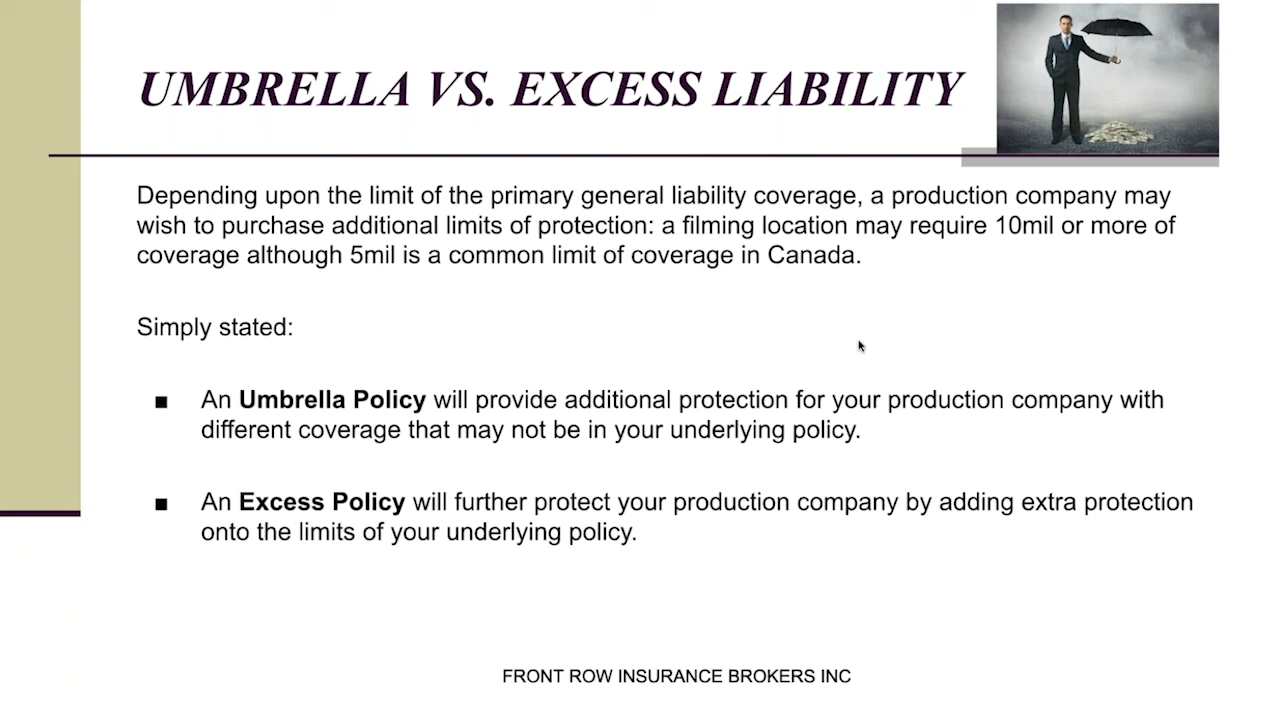 UMBRELLA VS. EXCESS LIABILITY
Depending upon the limit of the primary general liability coverage, a production company may
wish to purchase additional limits of protection: a filming location may require 10mil or more of
coverage although 5mil is a common limit of coverage in Canada.
Simply stated:
■ An Umbrella Policy will provide additional protection for your production company with
different coverage that may not be in your underlying policy.
■ An Excess Policy will further protect your production company by adding extra protection
onto the limits of your underlying policy.
FRONT ROW INSURANCE BROKERS INC